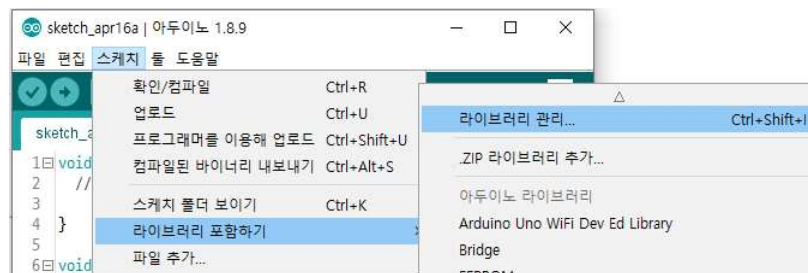 sketch_apr16a | 아두이노 1.8.9
파일 편집 스케치 툴 도움말
확인/컴파일 Ctrl+R
업로드 Ctrl+U
프로그래머를 이용해 업로드 Ctrl+Shift+U
컴파일된 바이너리 내보내기 Ctrl+Alt+S
스케치 폴더 보이기 Ctrl+K
라이브러리 포함하기
파일 추가...
라이브러리 관리... Ctrl+Shift+I
.ZIP 라이브러리 추가...
아두이노 라이브러리
Arduino Uno WiFi Dev Ed Library
Bridge
sketch_a
1 void
2 //
3
4 }
5
6 void